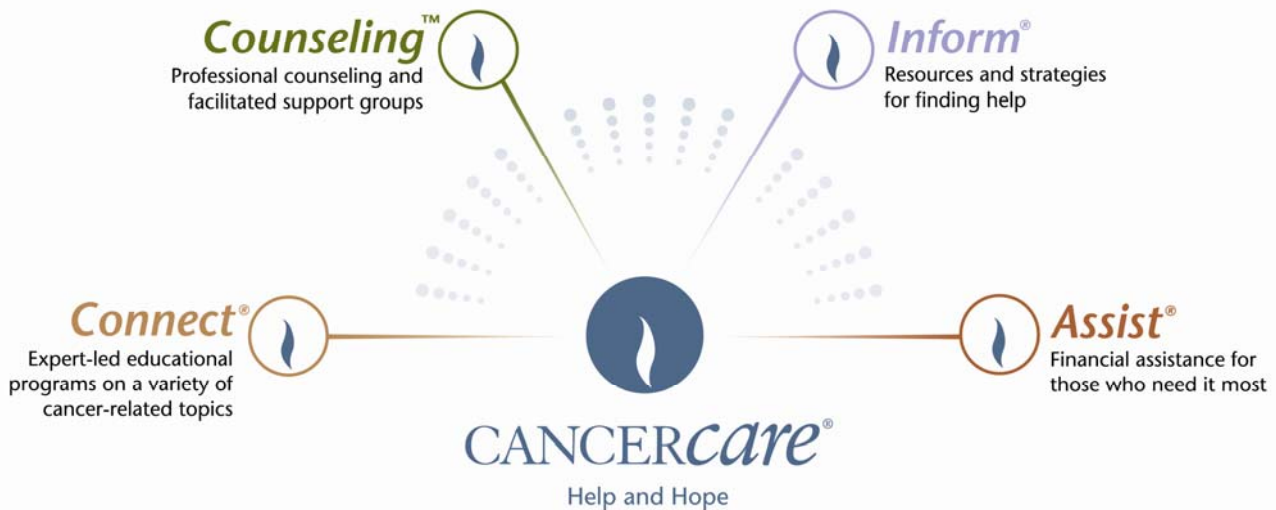 Counseling™
Professional counseling and
facilitated support groups
Inform®
Resources and strategies
for finding help
Connect®
Expert-led educational
programs on a variety of
cancer-related topics
Assist®
Financial assistance for
those who need it most
CANCERcare®
Help and Hope